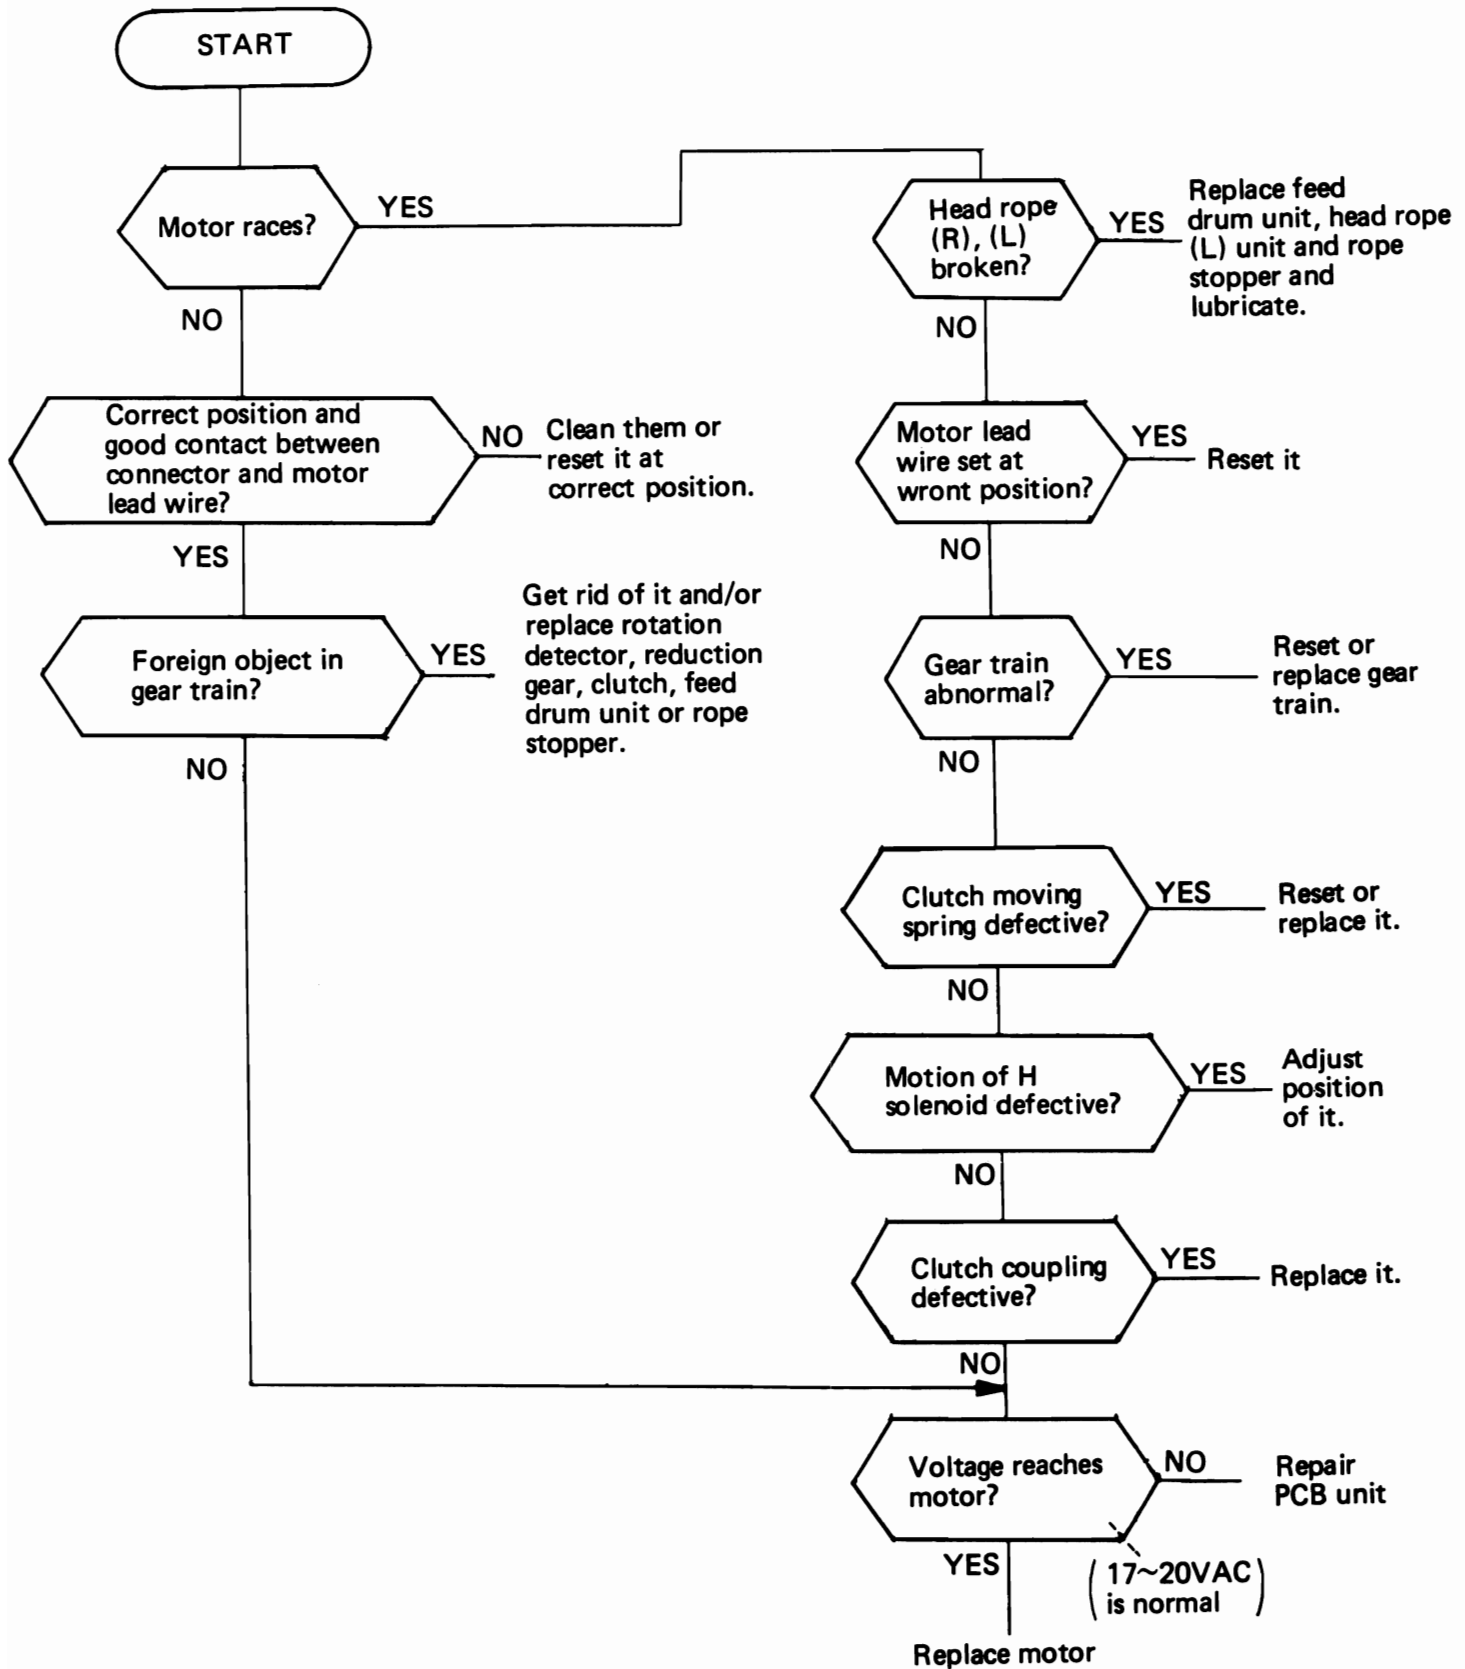 START
Motor races?
YES
NO
Head rope
(R), (L)
broken?
YES
Replace feed
drum unit, head rope
(L) unit and rope
stopper and
lubricate.
NO
Correct position and
good contact between
connector and motor
lead wire?
NO
Clean them or
reset it at
correct position.
YES
Motor lead
wire set at
wront position?
YES
Reset it
NO
Foreign object in
gear train?
YES
Get rid of it and/or
replace rotation
detector, reduction
gear, clutch, feed
drum unit or rope
stopper.
NO
Gear train
abnormal?
YES
Reset or
replace gear
train.
NO
Clutch moving
spring defective?
YES
Reset or
replace it.
NO
Motion of H
solenoid defective?
YES
Adjust
position
of it.
NO
Clutch coupling
defective?
YES
Replace it.
NO
Voltage reaches
motor?
NO
Repair
PCB unit
YES
(17~20VAC
is normal)
Replace motor